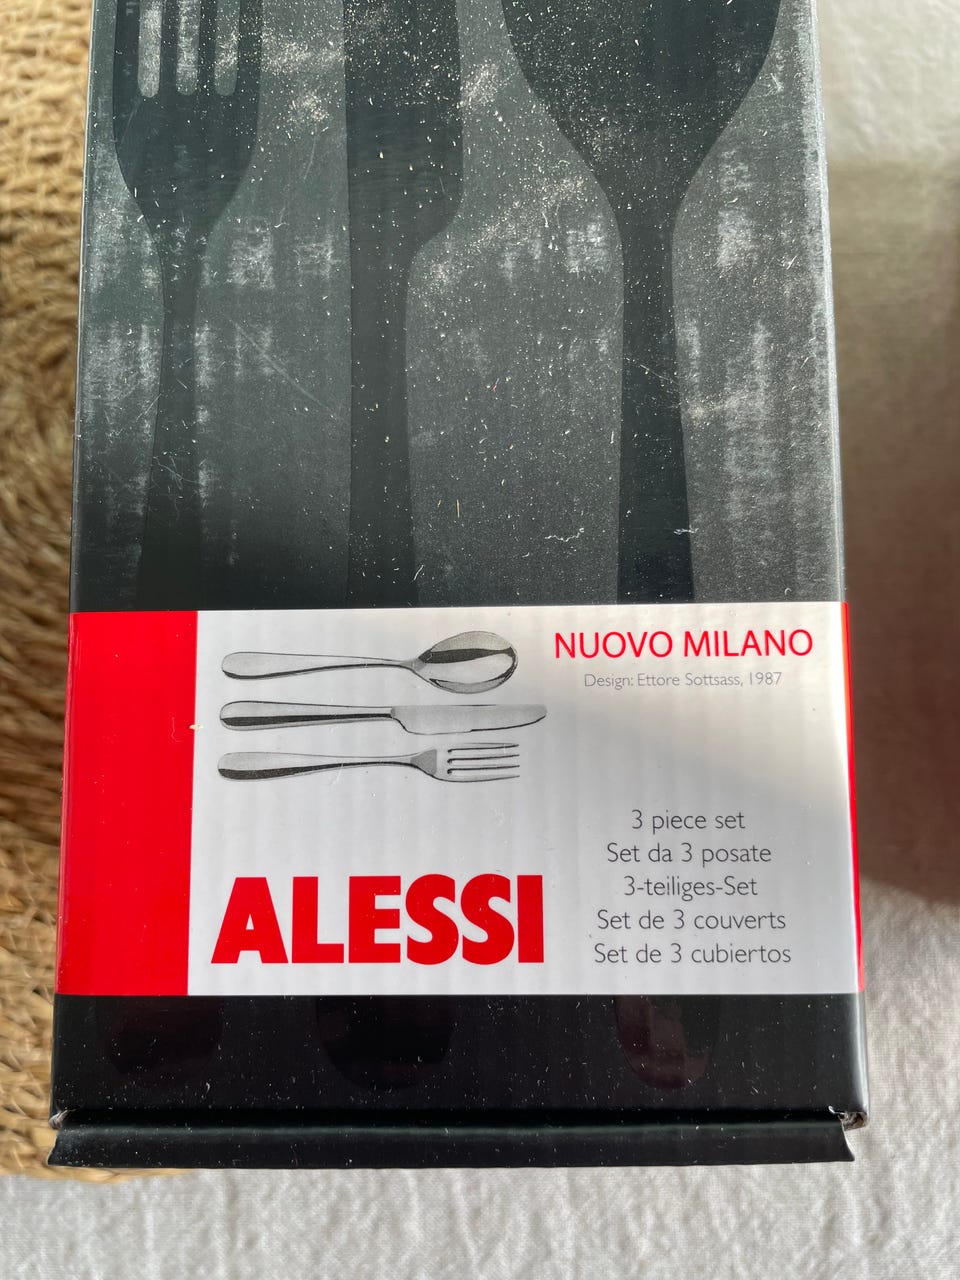 NUOVO MILANO
Design: Ettore Sottsass, 1987
3 piece set
Set da 3 posate
3-teiliges-Set
Set de 3 couverts
Set de 3 cubiertos
ALESSI